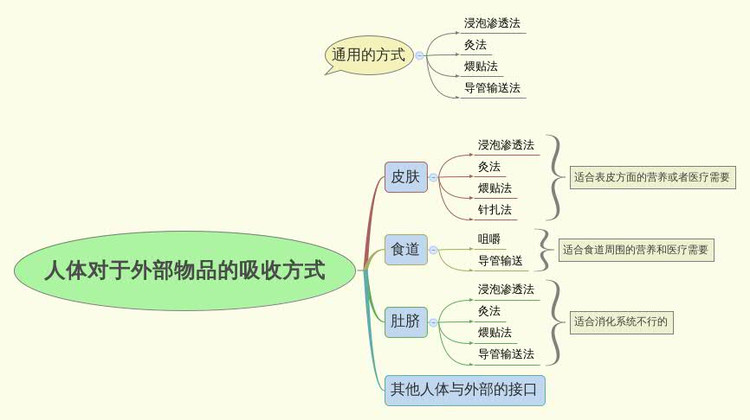 浸泡渗透法
灸法
煨贴法
导管输送法
通用的方式
浸泡渗透法
灸法
煨贴法
针扎法
皮肤
适合表皮方面的营养或者医疗需要
咀嚼
导管输送
食道
适合食道周围的营养和医疗需要
人体对于外部物品的吸收方式
浸泡渗透法
灸法
煨贴法
导管输送法
肚脐
适合消化系统不行的
其他人体与外部的接口